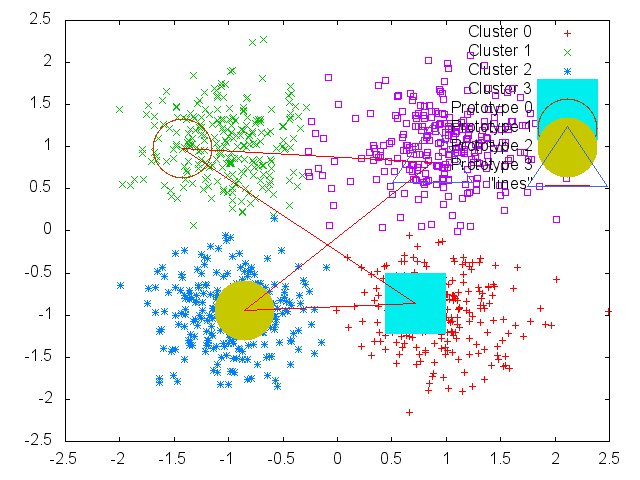 2.5
2
1.5
1
0.5
0
-0.5
-1
-1.5
-2
-2.5
-2.5
-2
-1.5
-1
-0.5
0
0.5
1
1.5
2
2.5
Cluster 0
Cluster 1
Cluster 2
Cluster 3
Prototype 0
Prototype 1
Prototype 2
Prototype 3
"lines"